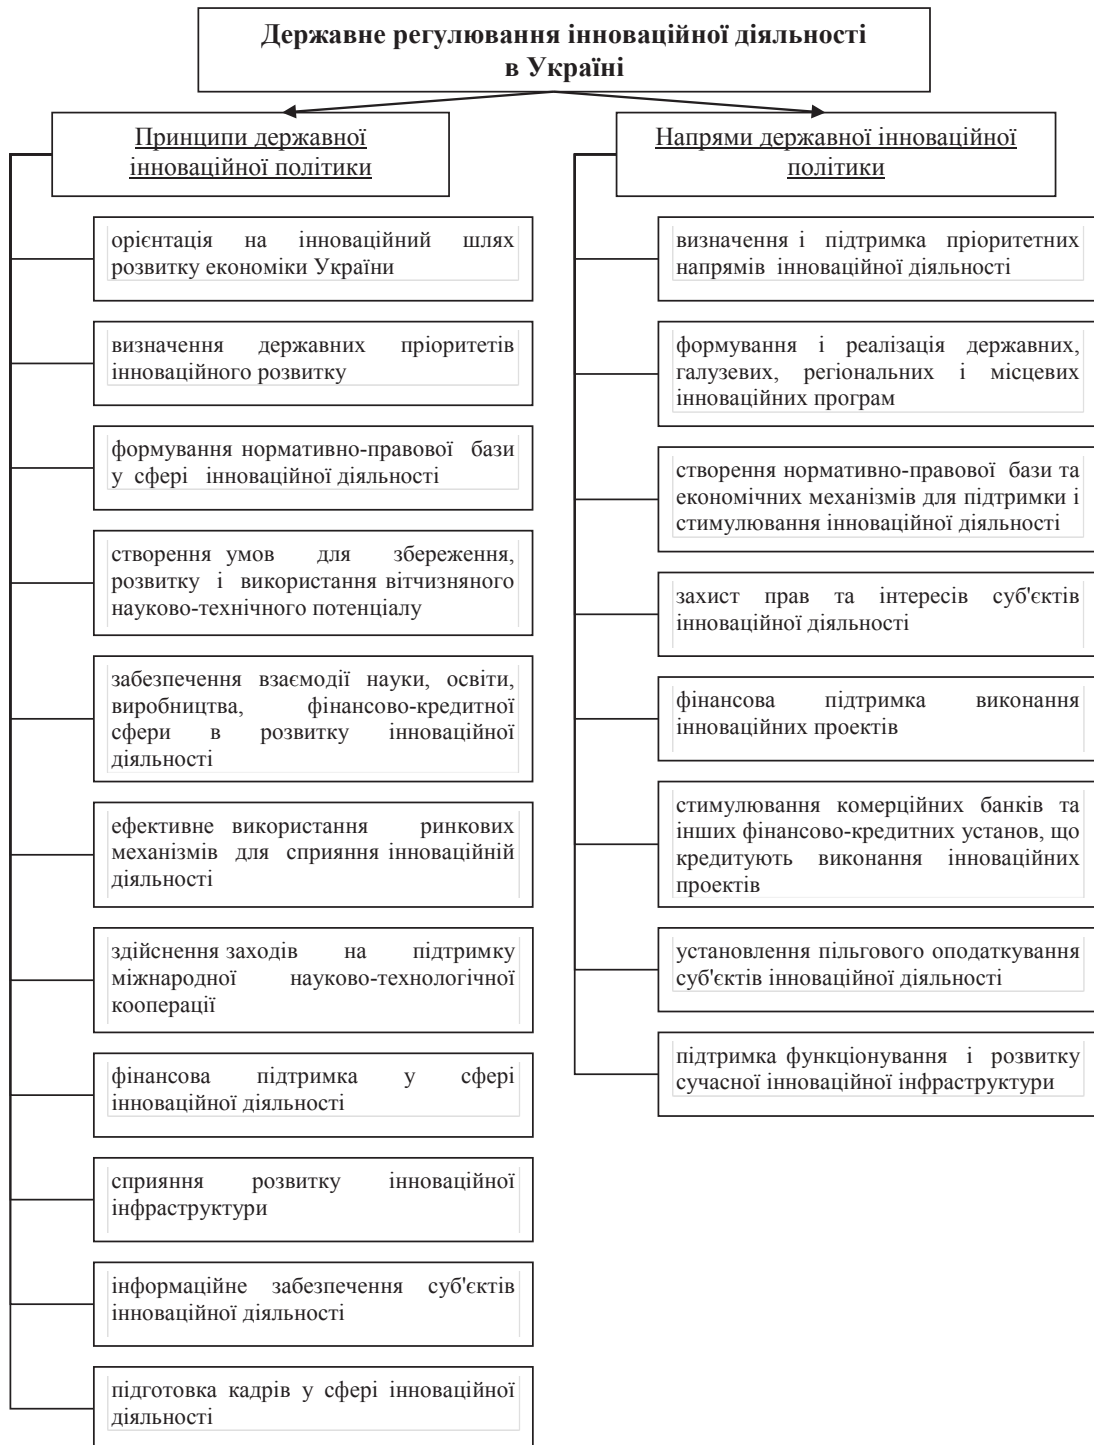 Державне регулювання інноваційної діяльності
в Україні
Принципи державної
інноваційної політики
орієнтація на інноваційний шлях
розвитку економіки України
визначення державних пріоритетів
інноваційного розвитку
формування нормативно-правової бази
у сфері інноваційної діяльності
створення умов для збереження,
розвитку і використання вітчизняного
науково-технічного потенціалу
забезпечення взаємодії науки, освіти,
виробництва, фінансово-кредитної
сфери в розвитку інноваційної
діяльності
ефективне використання ринкових
механізмів для сприяння інноваційній
діяльності
здійснення заходів на підтримку
міжнародної науково-технологічної
кооперації
фінансова підтримка у сфері
інноваційної діяльності
сприяння розвитку інноваційної
інфраструктури
інформаційне забезпечення суб'єктів
інноваційної діяльності
підготовка кадрів у сфері інноваційної
діяльності
Напрями державної інноваційної
політики
визначення і підтримка пріоритетних
напрямів інноваційної діяльності
формування і реалізація державних,
галузевих, регіональних і місцевих
інноваційних програм
створення нормативно-правової бази та
економічних механізмів для підтримки і
стимулювання інноваційної діяльності
захист прав та інтересів суб'єктів
інноваційної діяльності
фінансова підтримка виконання
інноваційних проектів
стимулювання комерційних банків та
інших фінансово-кредитних установ, що
кредитують виконання інноваційних
проектів
установлення пільгового оподаткування
суб'єктів інноваційної діяльності
підтримка функціонування і розвитку
сучасної інноваційної інфраструктури